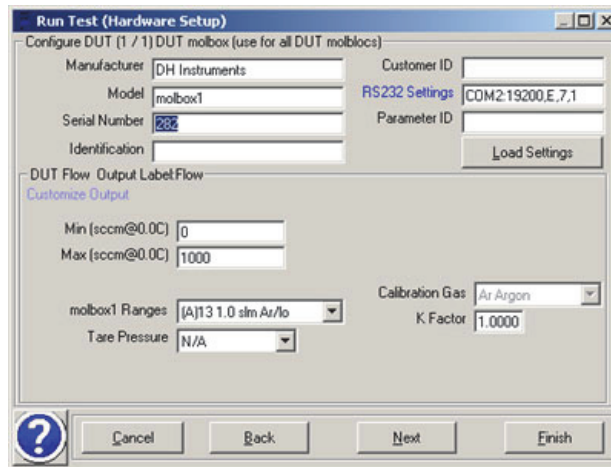 Run Test (Hardware Setup)
Configure DUT (1 / 1) DUT molbox (use for all DUT molblocs)
Manufacturer DH Instruments Customer ID
Model molbox1 RS232 Settings COM2:19200,E,7,1
Serial Number 282 Parameter ID
Identification Load Settings
DUT Flow Output Label:Flow
Customize Output
Min (sccm@0.0C) 0
Max (sccm@0.0C) 1000
Calibration Gas Ar Argon
molbox1 Ranges (A)13 1.0 slm Ar/lo
K Factor 1.0000
Tare Pressure N/A
? Cancel Back Next Finish